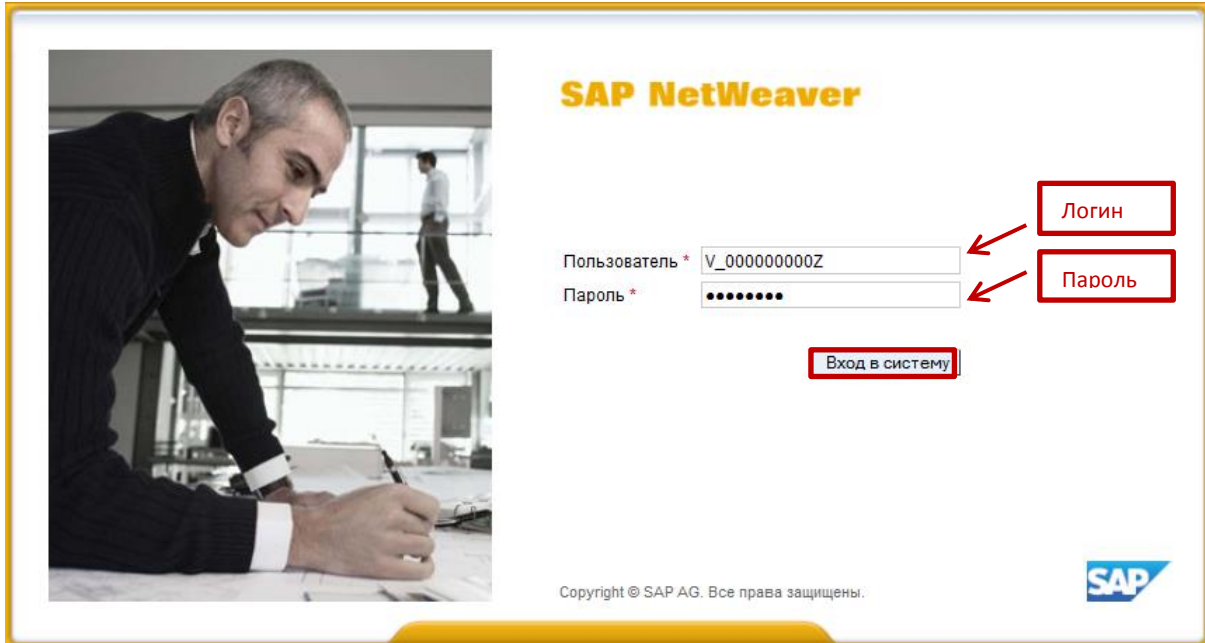 SAP NetWeaver
Логин
Пользователь * V_000000000Z
Пароль
Пароль * ••••••••
Вход в систему
Copyright © SAP AG. Все права защищены.
SAP